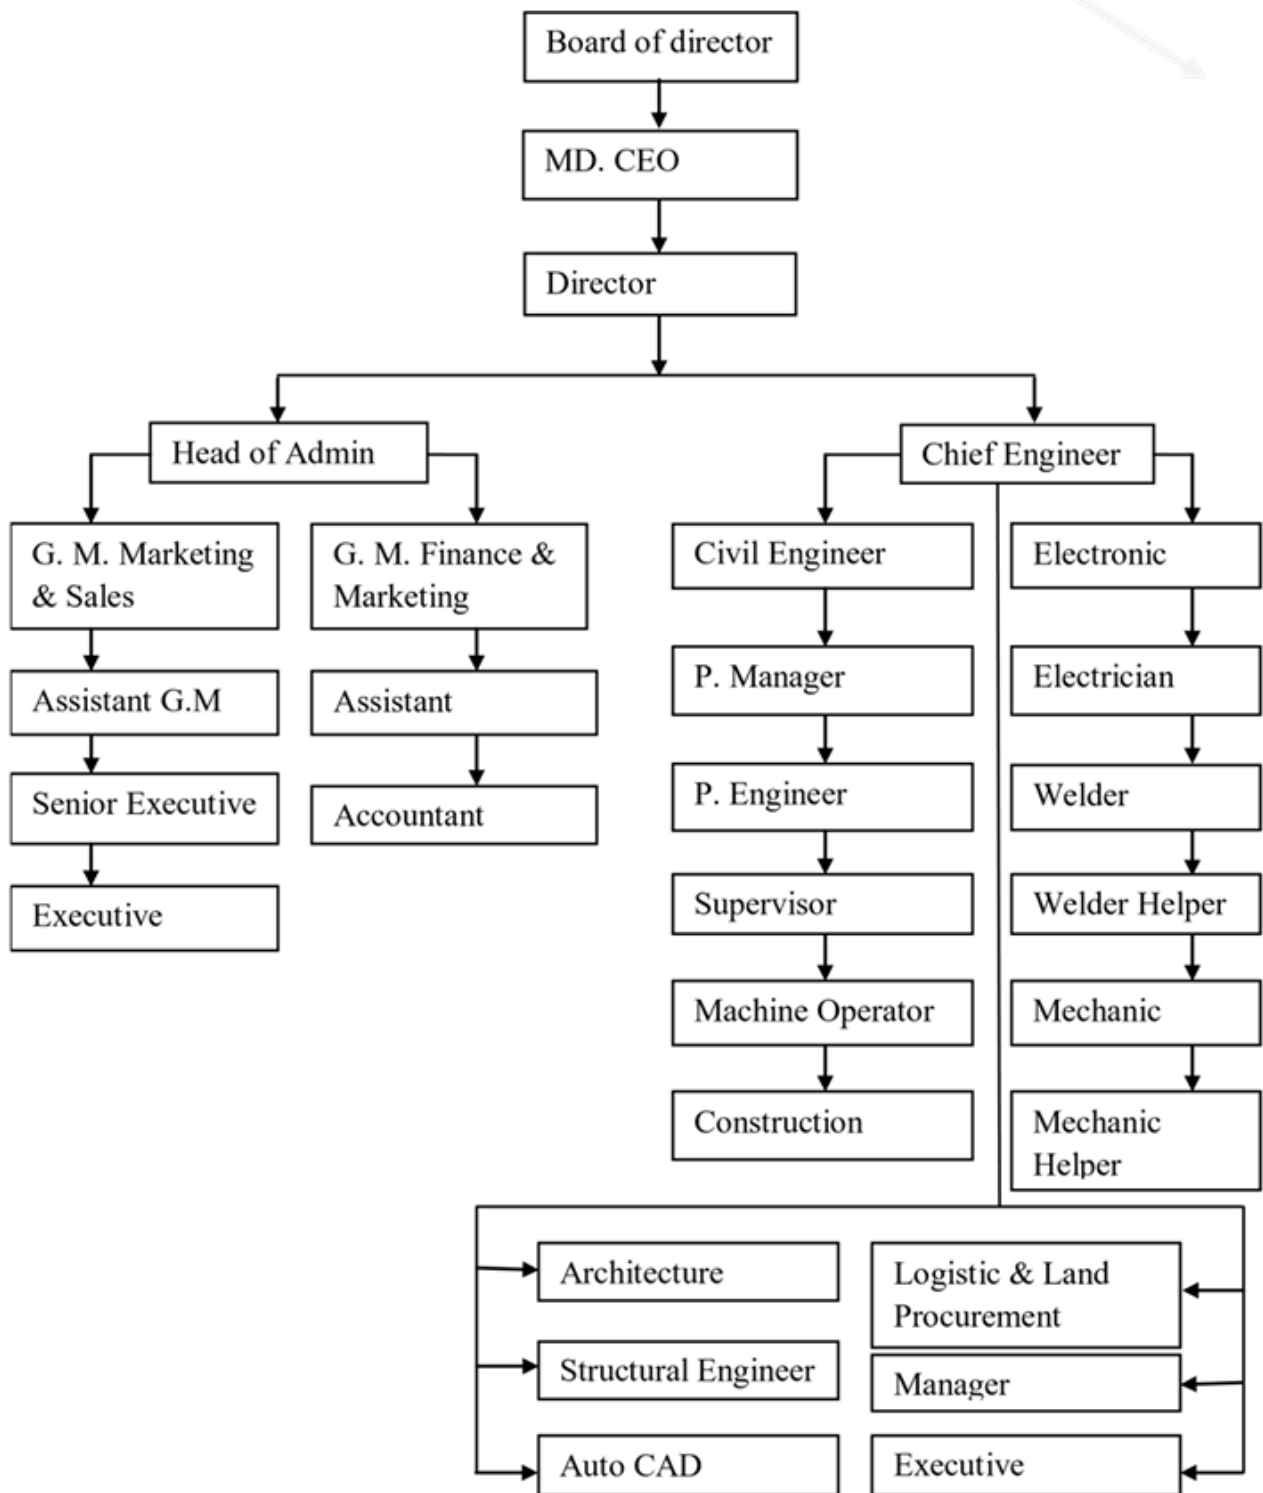 Board of director
MD. CEO
Director
Head of Admin
Chief Engineer
G. M. Marketing
& Sales
G. M. Finance &
Marketing
Civil Engineer
Electronic
Assistant G.M
Assistant
P. Manager
Electrician
Senior Executive
Accountant
P. Engineer
Welder
Executive
Supervisor
Welder Helper
Machine Operator
Mechanic
Construction
Mechanic
Helper
Architecture
Logistic & Land
Procurement
Structural Engineer
Manager
Auto CAD
Executive